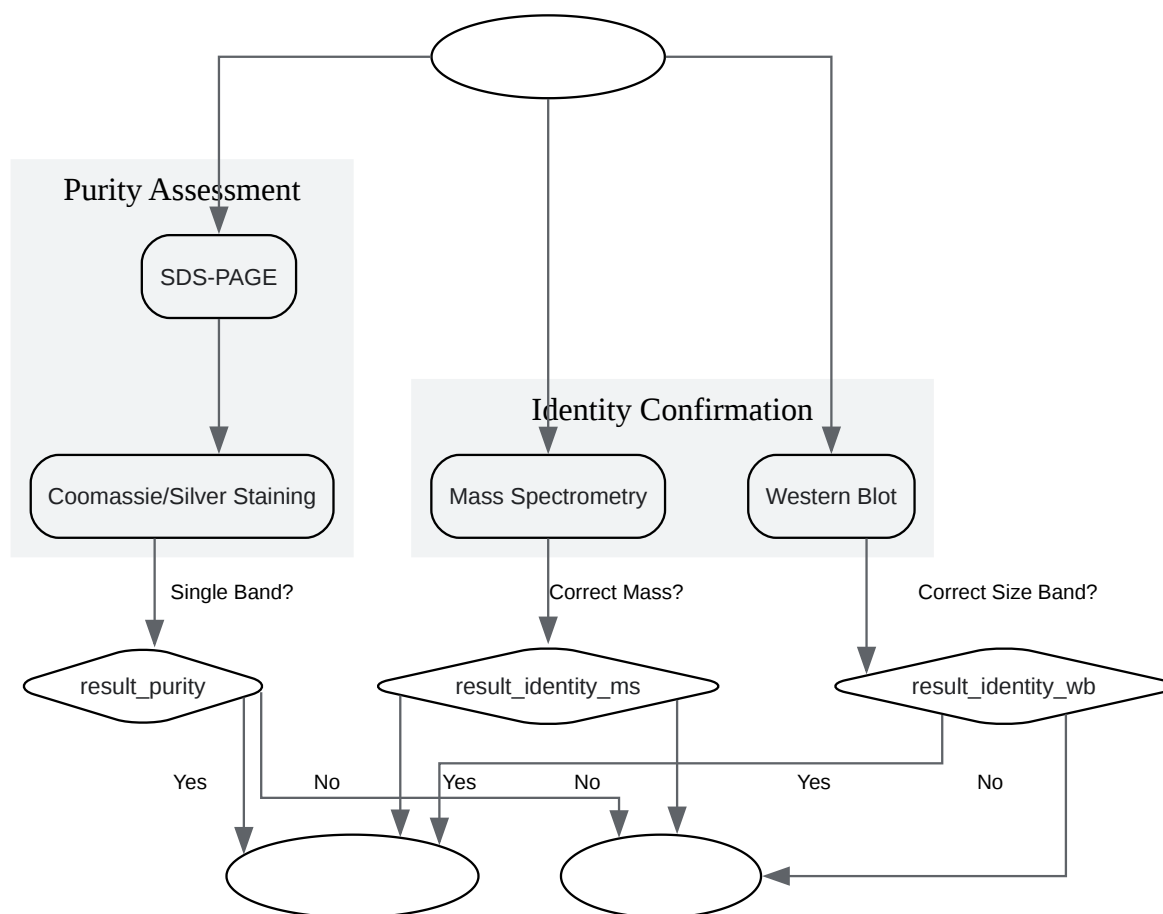 Purity Assessment
SDS-PAGE
Identity Confirmation
Coomassie/Silver Staining
Mass Spectrometry
Western Blot
Single Band?
Correct Mass?
Correct Size Band?
result_purity
result_identity_ms
result_identity_wb
Yes
No
Yes
No
Yes
No